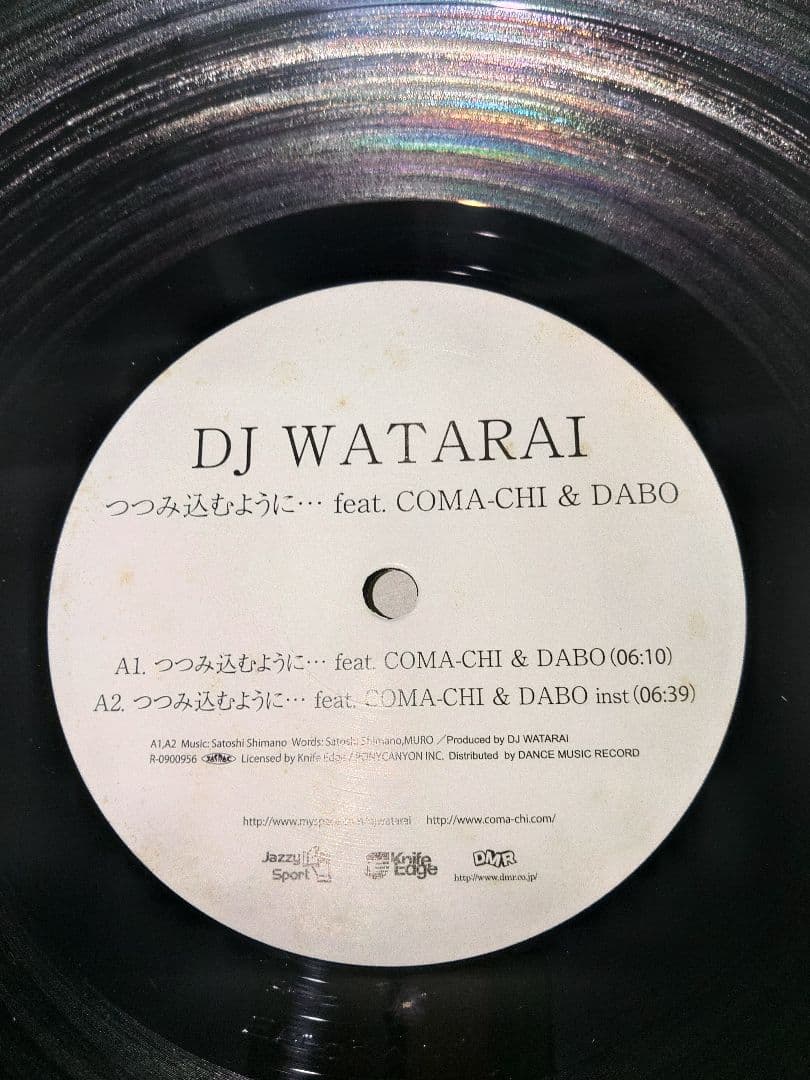 DJ WATARAI
つつみ込むように… feat. COMA-CHI & DABO
A1. つつみ込むように… feat. COMA-CHI & DABO (06:10)
A2. つつみ込むように… feat. COMA-CHI & DABO inst (06:39)
A1,A2 Music: Satoshi Shimano Words: Satoshi Shimano,MURO／Produced by DJ WATARAI
R-0900956 JASRAC Licensed by Knife Edge / PONYCANYON INC. Distributed by DANCE MUSIC RECORD
http://www.coma-chi.com/
Jazzy Sport
Knife Edge
DMR
http://www.dmr.co.jp/